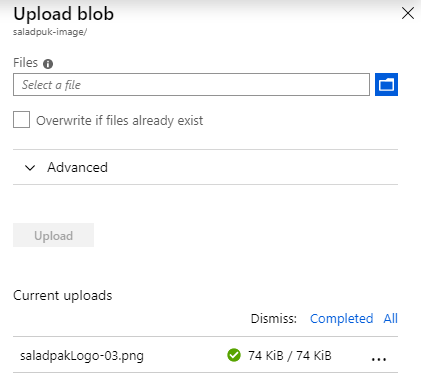 Upload blob
saladpuk-image/
Files
Select a file
Overwrite if files already exist
Advanced
Upload
Current uploads
Dismiss: Completed All
saladpakLogo-03.png 74 KiB / 74 KiB ...